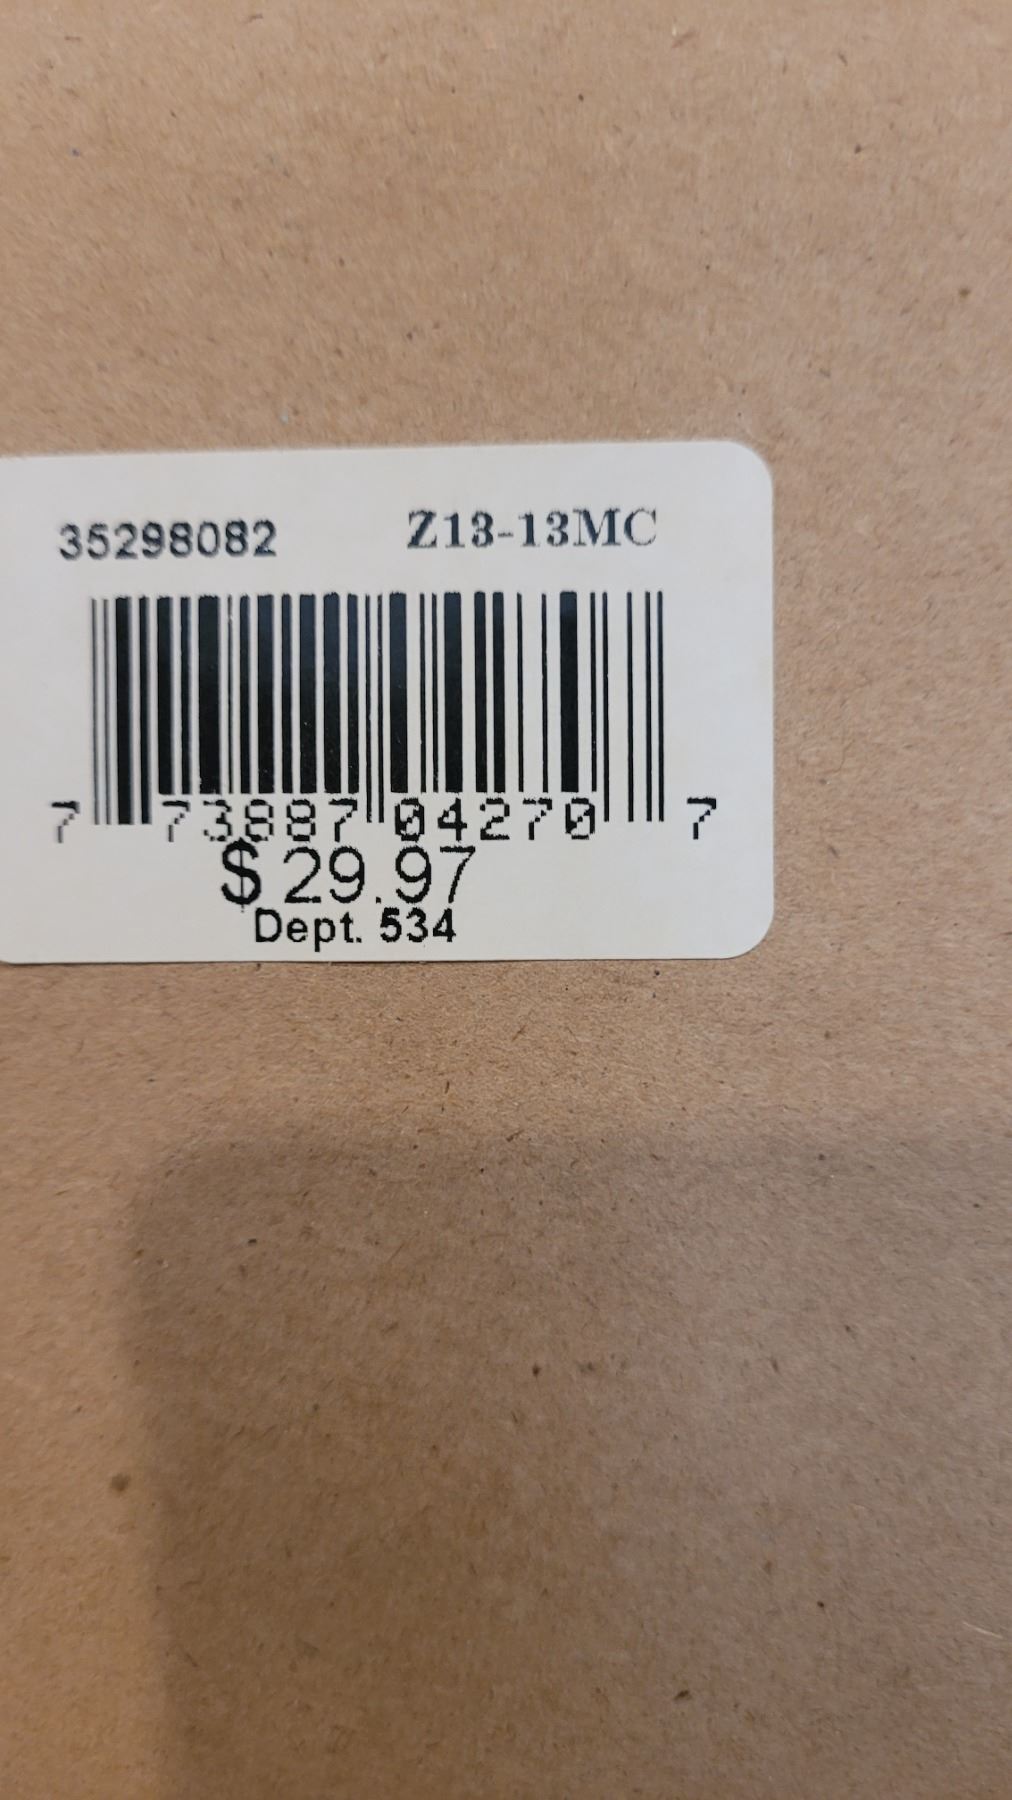 35298082 Z13-13MC
7 73887 04270 7
$29.97
Dept. 534